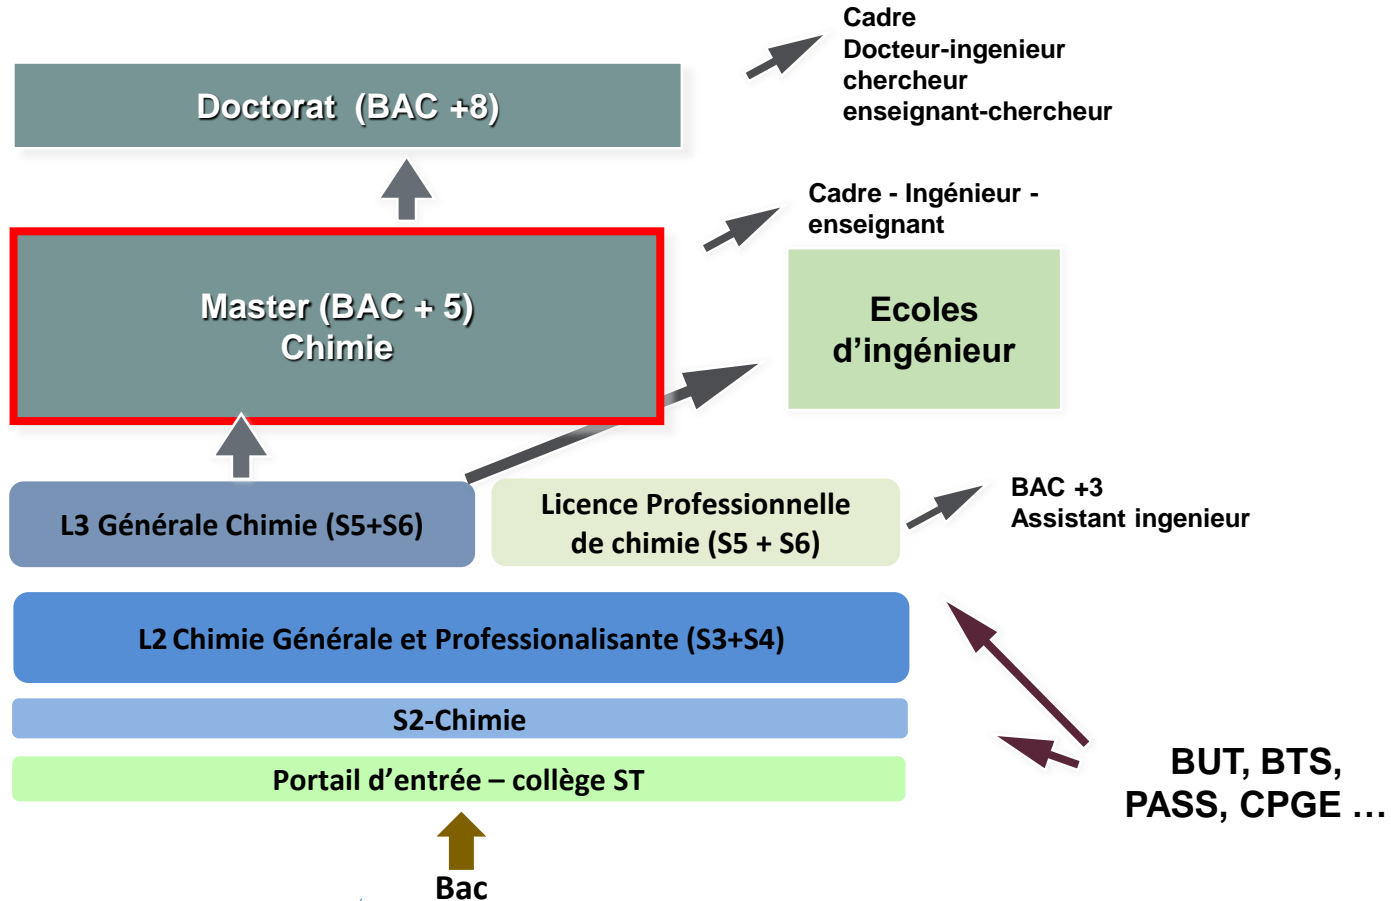 Cadre
Docteur-ingenieur
chercheur
enseignant-chercheur
Doctorat (BAC +8)
Cadre - Ingénieur -
enseignant
Master (BAC + 5)
Chimie
Ecoles
d’ingénieur
L3 Générale Chimie (S5+S6)
Licence Professionnelle
de chimie (S5 + S6)
BAC +3
Assistant ingenieur
L2 Chimie Générale et Professionalisante (S3+S4)
S2-Chimie
Portail d’entrée – collège ST
BUT, BTS,
PASS, CPGE …
Bac